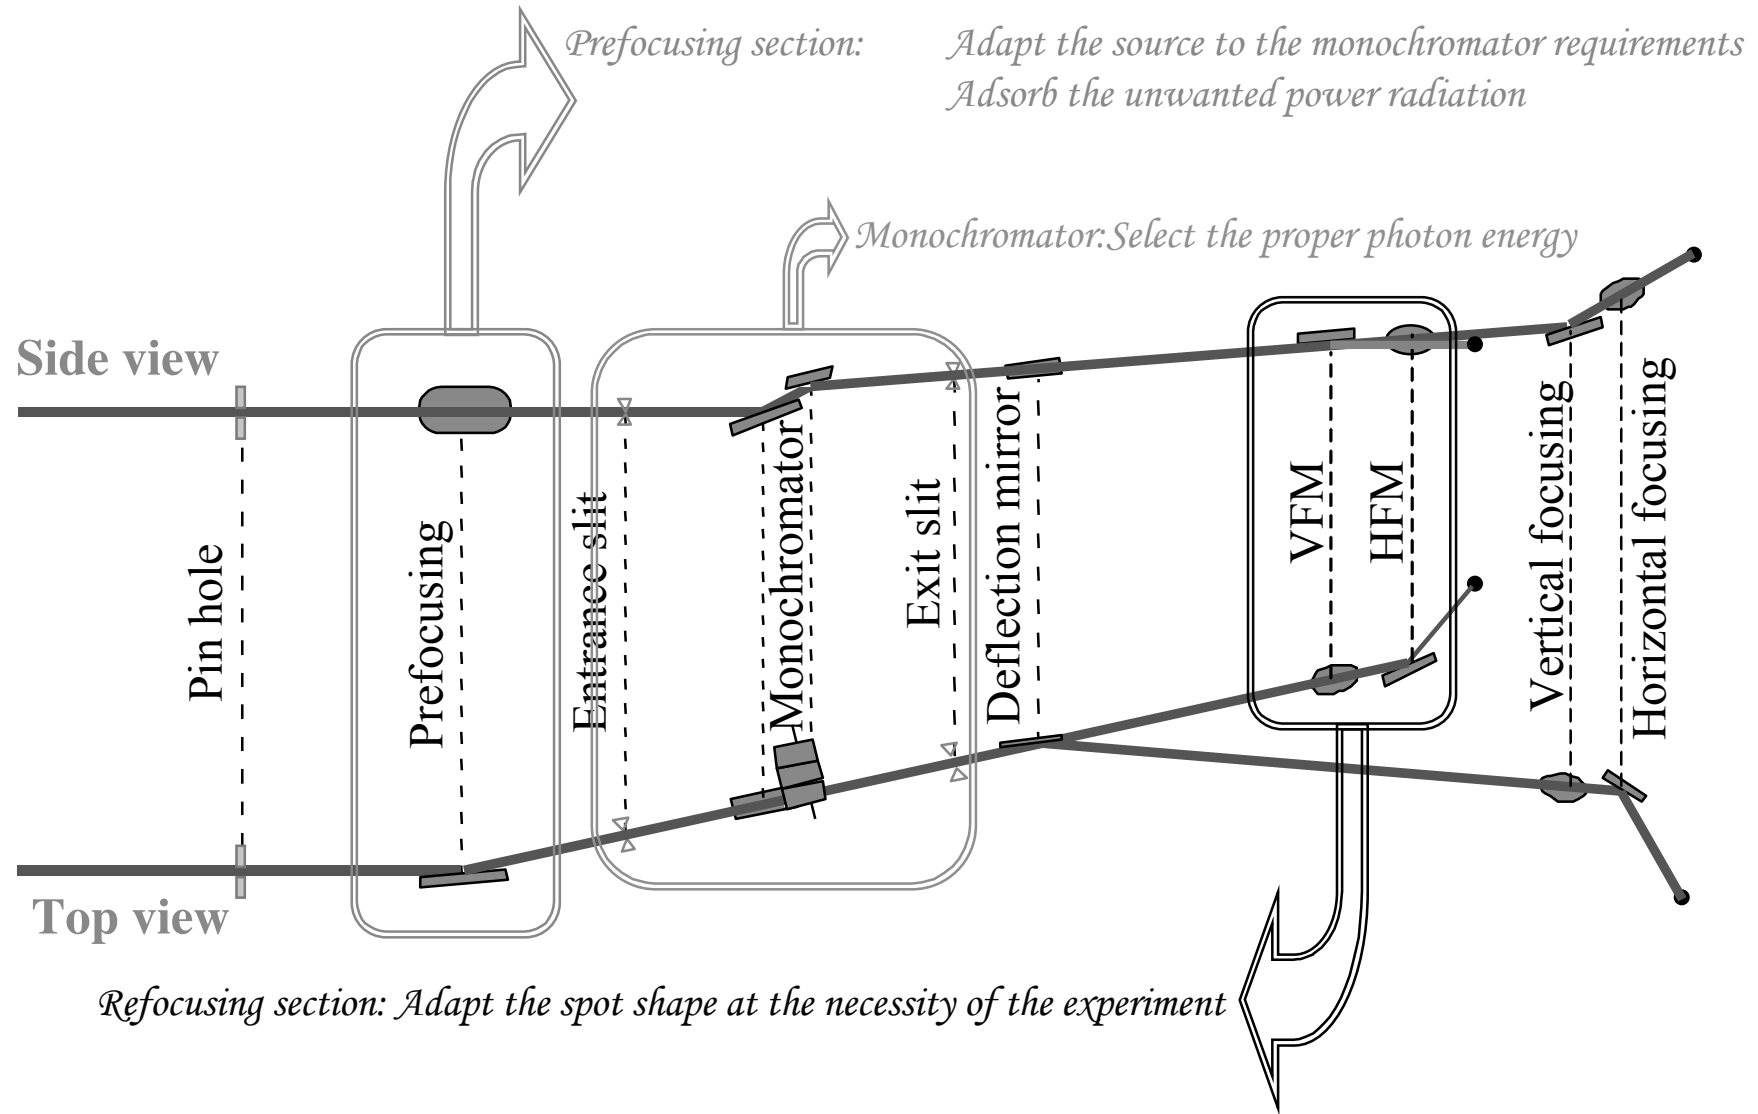 Prefocusing section: Adapt the source to the monochromator requirements
Adsorb the unwanted power radiation
Monochromator:Select the proper photon energy
Side view
Pin hole
Prefocusing
Entrance slit
Monochromator
Exit slit
Deflection mirror
VFM
HFM
Vertical focusing
Horizontal focusing
Top view
Refocusing section: Adapt the spot shape at the necessity of the experiment